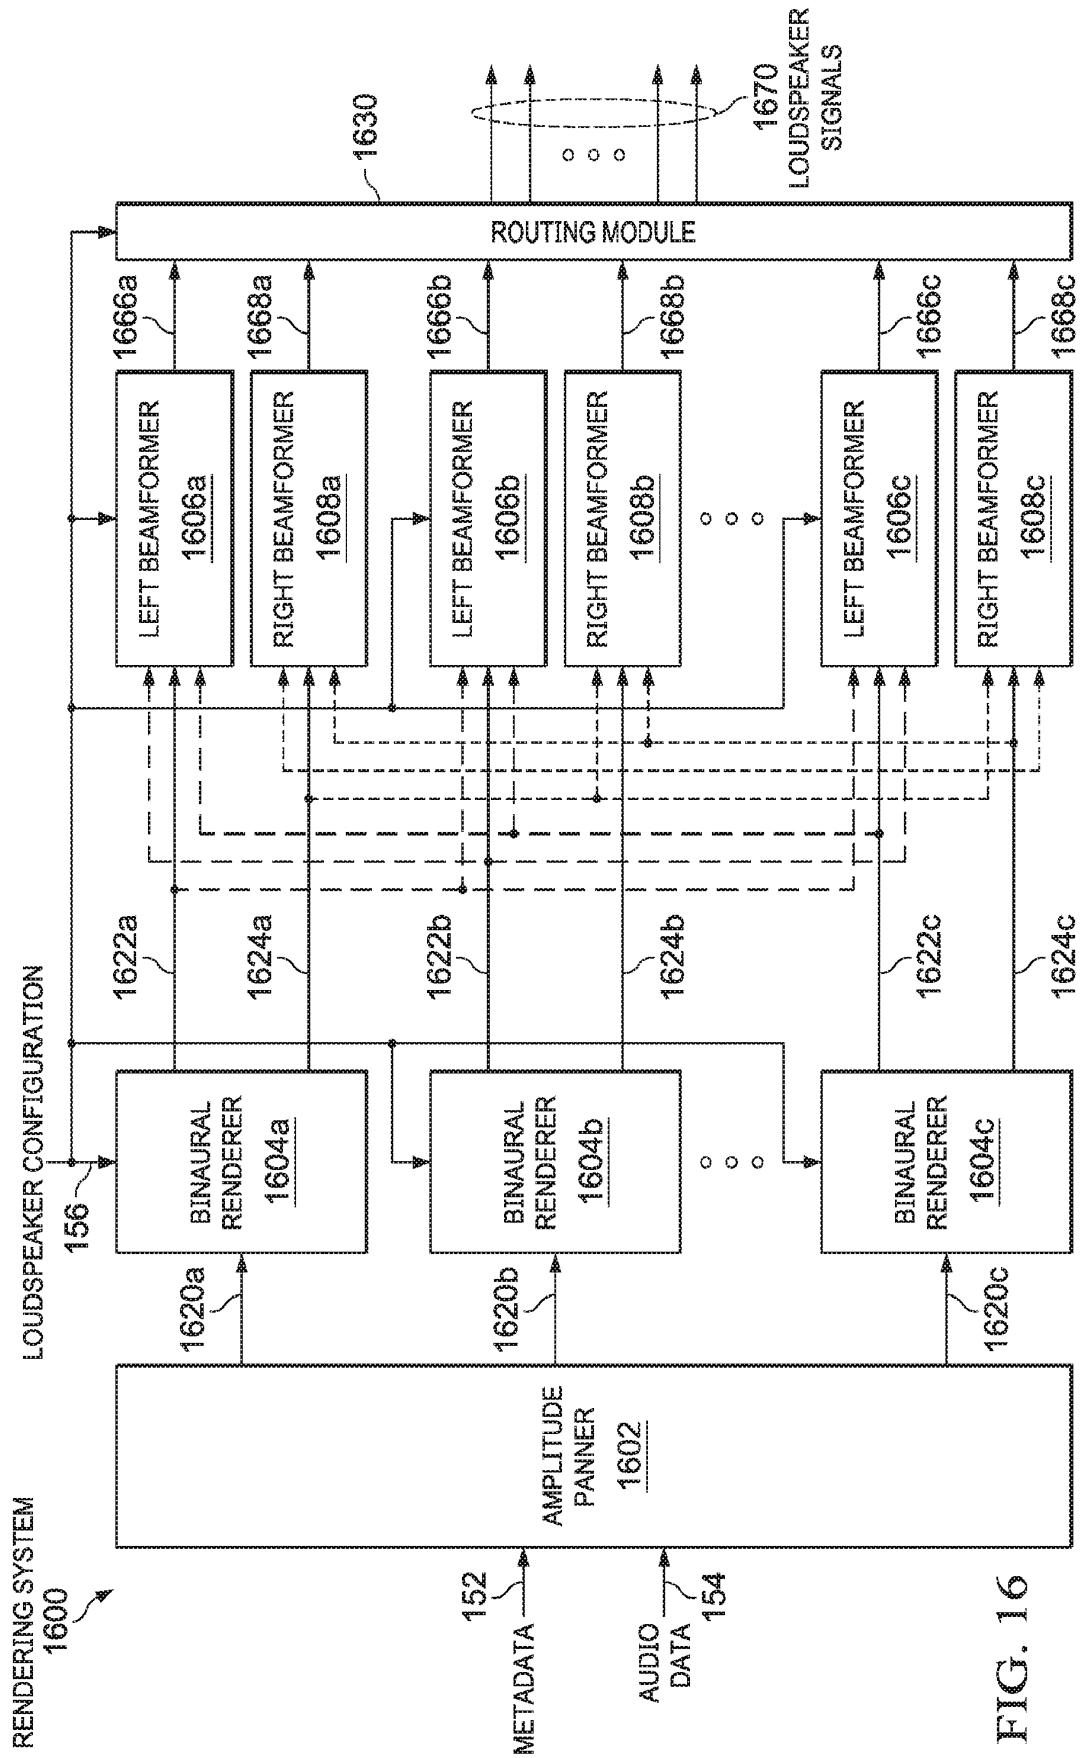 RENDERING SYSTEM
1600
LOUDSPEAKER CONFIGURATION
156
METADATA
152
AUDIO
DATA
154
AMPLITUDE
PANNER
1602
1620a
1620b
1620c
BINAURAL
RENDERER
1604a
BINAURAL
RENDERER
1604b
BINAURAL
RENDERER
1604c
1622a
1624a
1622b
1624b
1622c
1624c
LEFT BEAMFORMER
1606a
RIGHT BEAMFORMER
1608a
LEFT BEAMFORMER
1606b
RIGHT BEAMFORMER
1608b
LEFT BEAMFORMER
1606c
RIGHT BEAMFORMER
1608c
1666a
1668a
1666b
1668b
1666c
1668c
ROUTING MODULE
1630
1670
LOUDSPEAKER
SIGNALS
FIG. 16